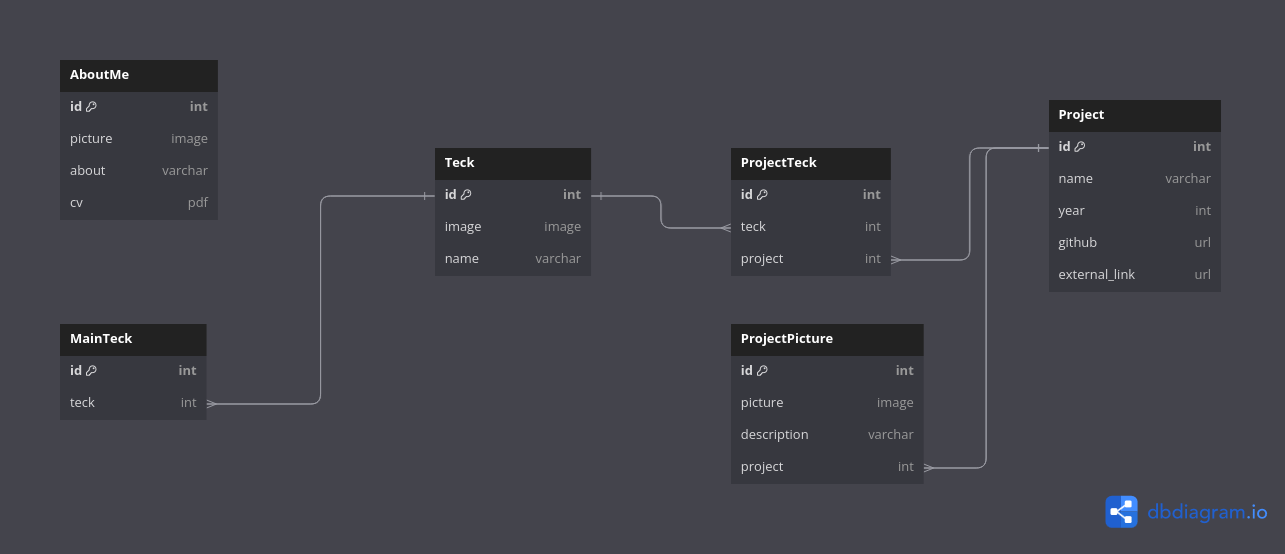 AboutMe
id int
picture image
about varchar
cv pdf
MainTeck
id int
teck int
Teck
id int
image image
name varchar
ProjectTeck
id int
teck int
project int
ProjectPicture
id int
picture image
description varchar
project int
Project
id int
name varchar
year int
github url
external_link url
dbdiagram.io